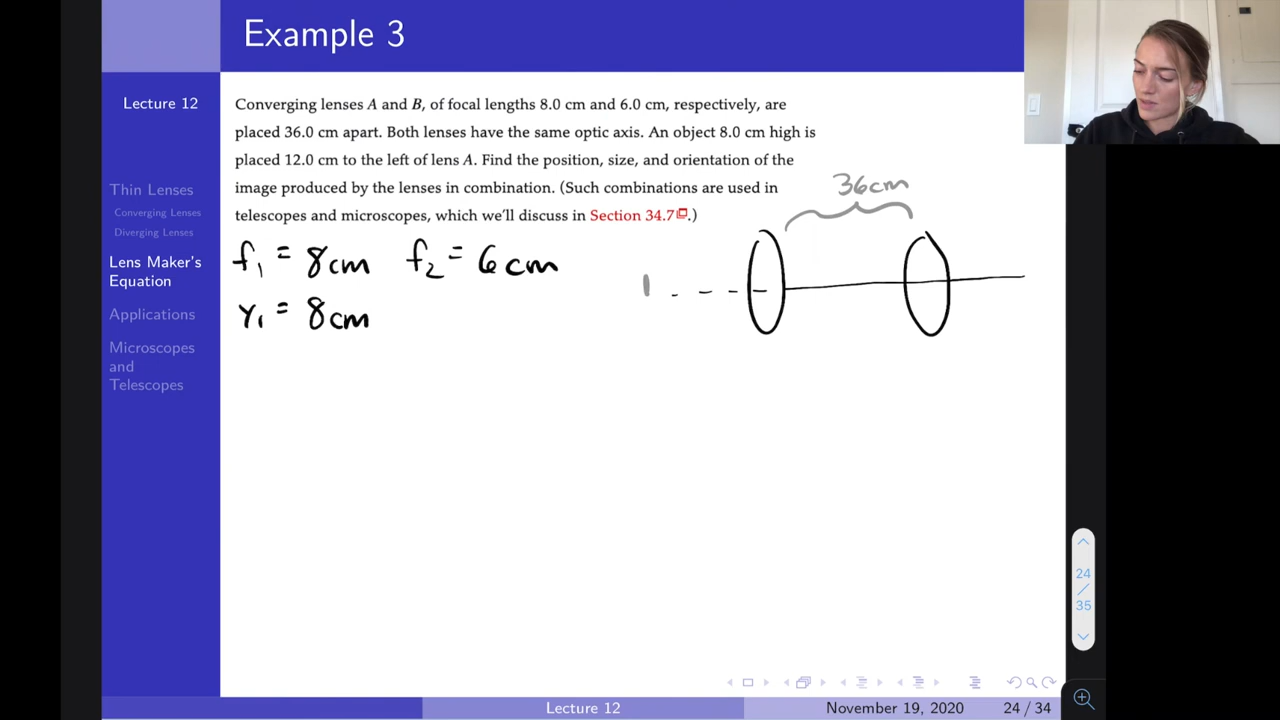 Example 3
Lecture 12
Thin Lenses
Converging Lenses
Diverging Lenses
Lens Maker's
Equation
Applications
Microscopes
and
Telescopes
Converging lenses A and B, of focal lengths 8.0 cm and 6.0 cm, respectively, are
placed 36.0 cm apart. Both lenses have the same optic axis. An object 8.0 cm high is
placed 12.0 cm to the left of lens A. Find the position, size, and orientation of the
image produced by the lenses in combination. (Such combinations are used in
telescopes and microscopes, which we'll discuss in Section 34.7.)
36cm
f₁ = 8cm f₂ = 6cm
Y₁ = 8cm
24
/
35
Lecture 12 November 19, 2020 24 / 34